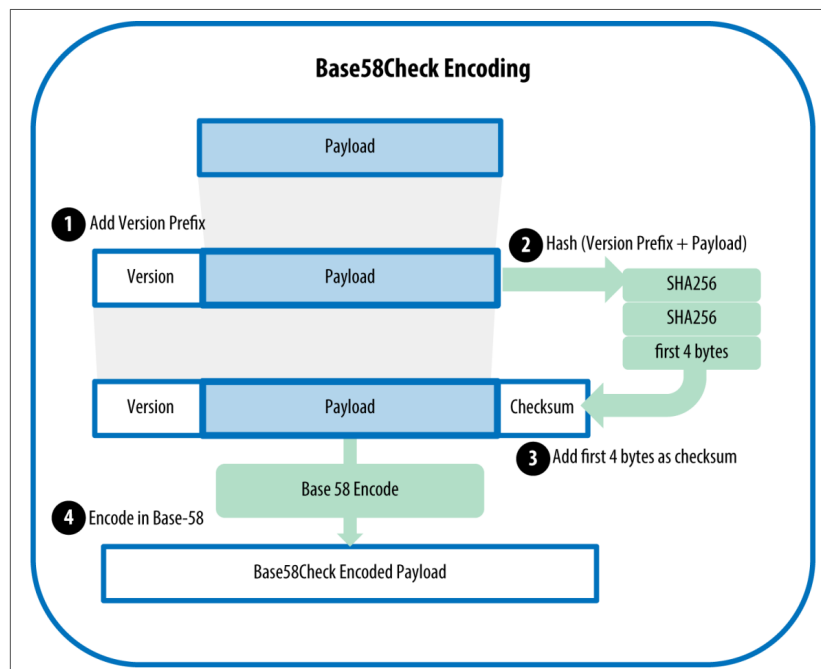 Base58Check Encoding
Payload
1 Add Version Prefix
Version Payload
2 Hash (Version Prefix + Payload)
SHA256
SHA256
first 4 bytes
Version Payload Checksum
3 Add first 4 bytes as checksum
Base 58 Encode
4 Encode in Base-58
Base58Check Encoded Payload